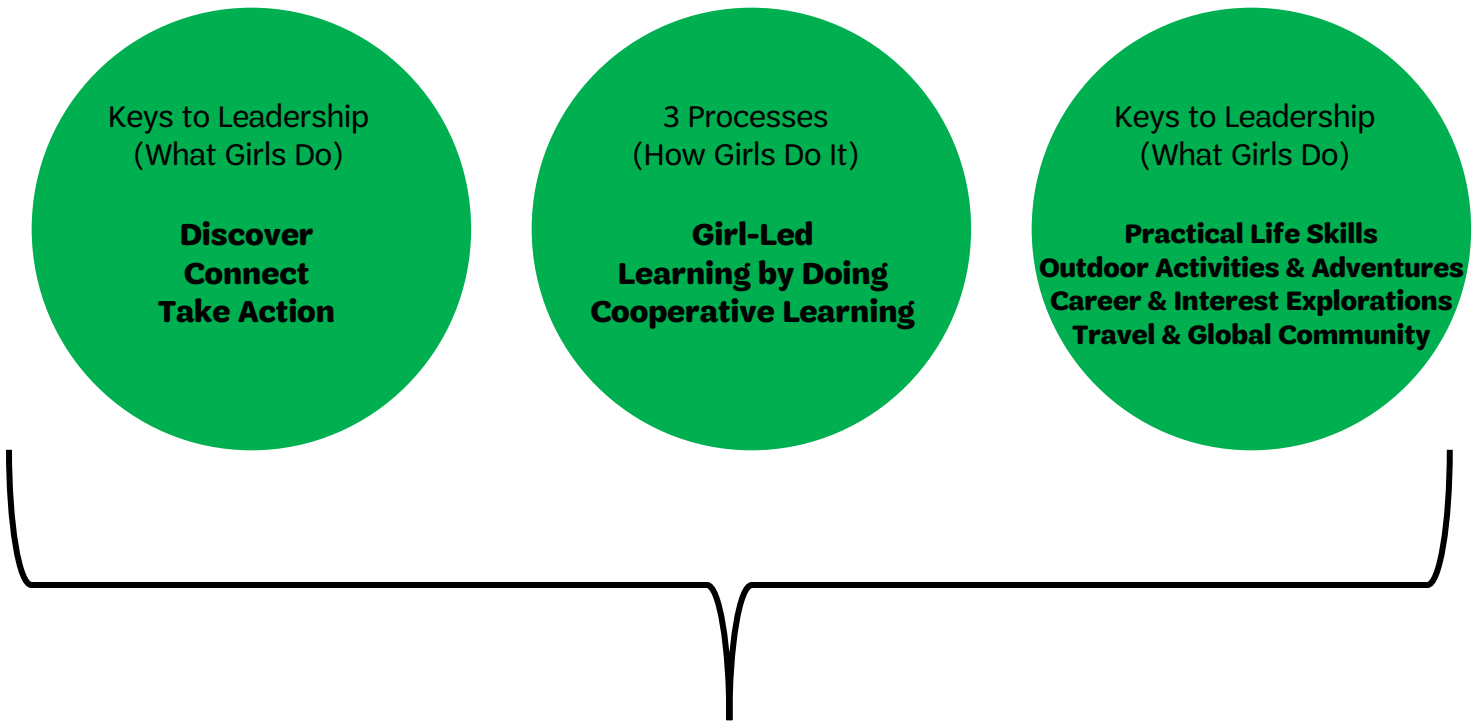 Keys to Leadership
(What Girls Do)
Discover
Connect
Take Action
3 Processes
(How Girls Do It)
Girl-Led
Learning by Doing
Cooperative Learning
Keys to Leadership
(What Girls Do)
Practical Life Skills
Outdoor Activities & Adventures
Career & Interest Explorations
Travel & Global Community